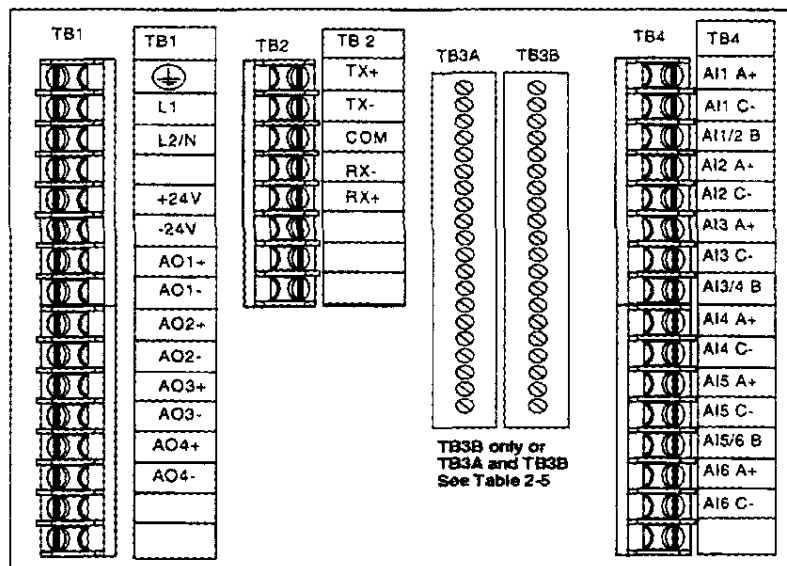 TB1
TB1
L1
L2/N
+24V
-24V
AO1+
AO1-
AO2+
AO2-
AO3+
AO3-
AO4+
AO4-
TB2
TB 2
TX+
TX-
COM
RX-
RX+
TB3A
TB3B
TB3B only or
TB3A and TB3B
See Table 2-5
TB4
TB4
AI1 A+
AI1 C-
AI1/2 B
AI2 A+
AI2 C-
AI3 A+
AI3 C-
AI3/4 B
AI4 A+
AI4 C-
AI5 A+
AI5 C-
AI5/6 B
AI6 A+
AI6 C-